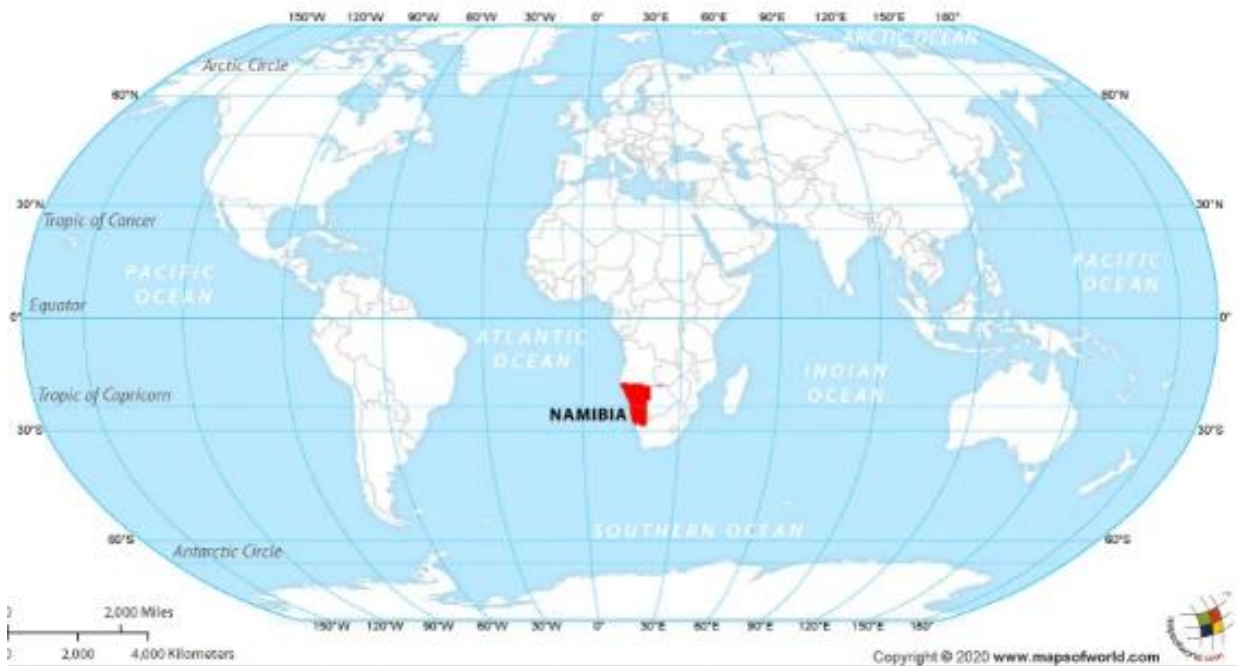 150°W 120°W 90°W 60°W 30°W 0° 30°E 60°E 90°E 120°E 150°E 180°
ARCTIC OCEAN
Arctic Circle
60°N 60°N
30°N 30°N
Tropic of Cancer
PACIFIC
OCEAN
PACIFIC
OCEAN
Equator
0° 0°
ATLANTIC
OCEAN
INDIAN
OCEAN
Tropic of Capricorn
NAMIBIA
30°S 30°S
SOUTHERN OCEAN
60°S 60°S
Antarctic Circle
150°W 120°W 90°W 60°W 30°W 0° 30°E 60°E 90°E 120°E 150°E 180°
0 2,000 Miles
0 2,000 4,000 Kilometers
Copyright © 2020 www.mapsofworld.com